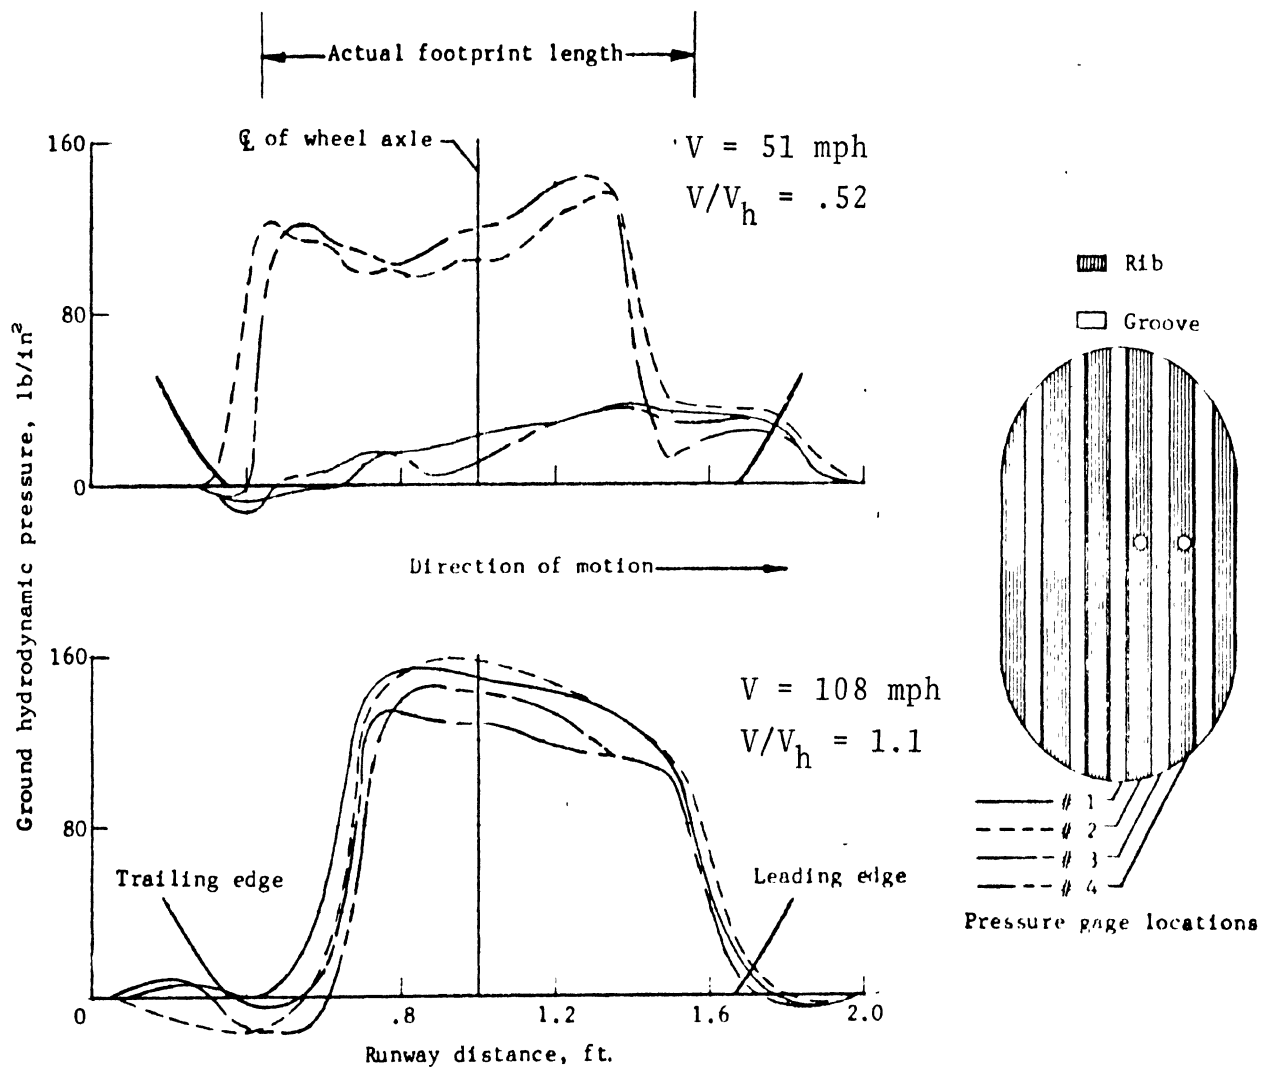 Actual footprint length
160
℄ of wheel axle
V = 51 mph
V/Vh = .52
Rib
Groove
80
0
Ground hydrodynamic pressure, lb/in²
Direction of motion
160
V = 108 mph
V/Vh = 1.1
80
Trailing edge
Leading edge
# 1
# 2
# 3
# 4
Pressure gage locations
0 .8 1.2 1.6 2.0
Runway distance, ft.